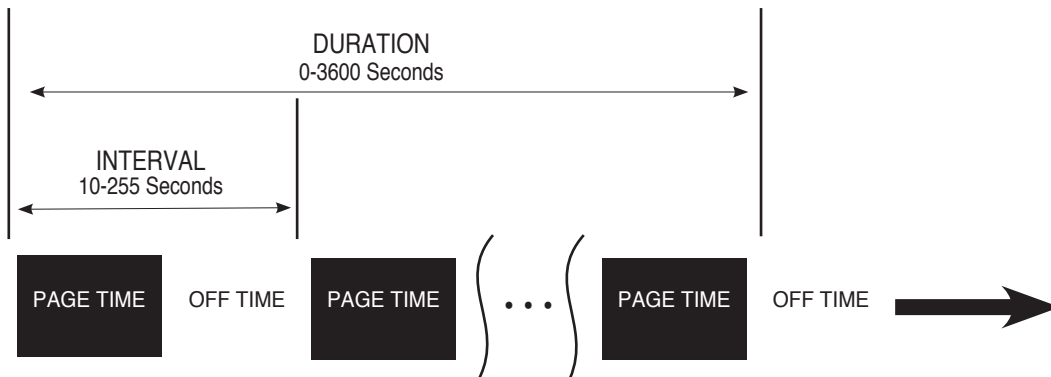 DURATION
0-3600 Seconds
INTERVAL
10-255 Seconds
PAGE TIME OFF TIME PAGE TIME ... PAGE TIME OFF TIME